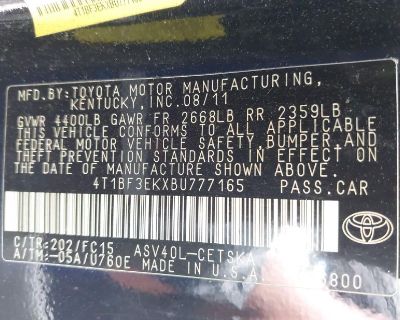 4T1BF3EKXBU777165
MFD.BY:TOYOTA MOTOR MANUFACTURING,
KENTUCKY,INC.08/11
GVWR 4400LB GAWR FR 2668LB RR 2359LB
THIS VEHICLE CONFORMS TO ALL APPLICABLE
FEDERAL MOTOR VEHICLE SAFETY,BUMPER,AND
THEFT PREVENTION STANDARDS IN EFFECT ON
THE DATE OF MANUFACTURE SHOWN ABOVE.
4T1BF3EKXBU777165 PASS.CAR
C/TR:202/FC15 ASV40L-CETSKA
A/TM:-05A/U760E MADE IN U.S.A.
TOYOTA